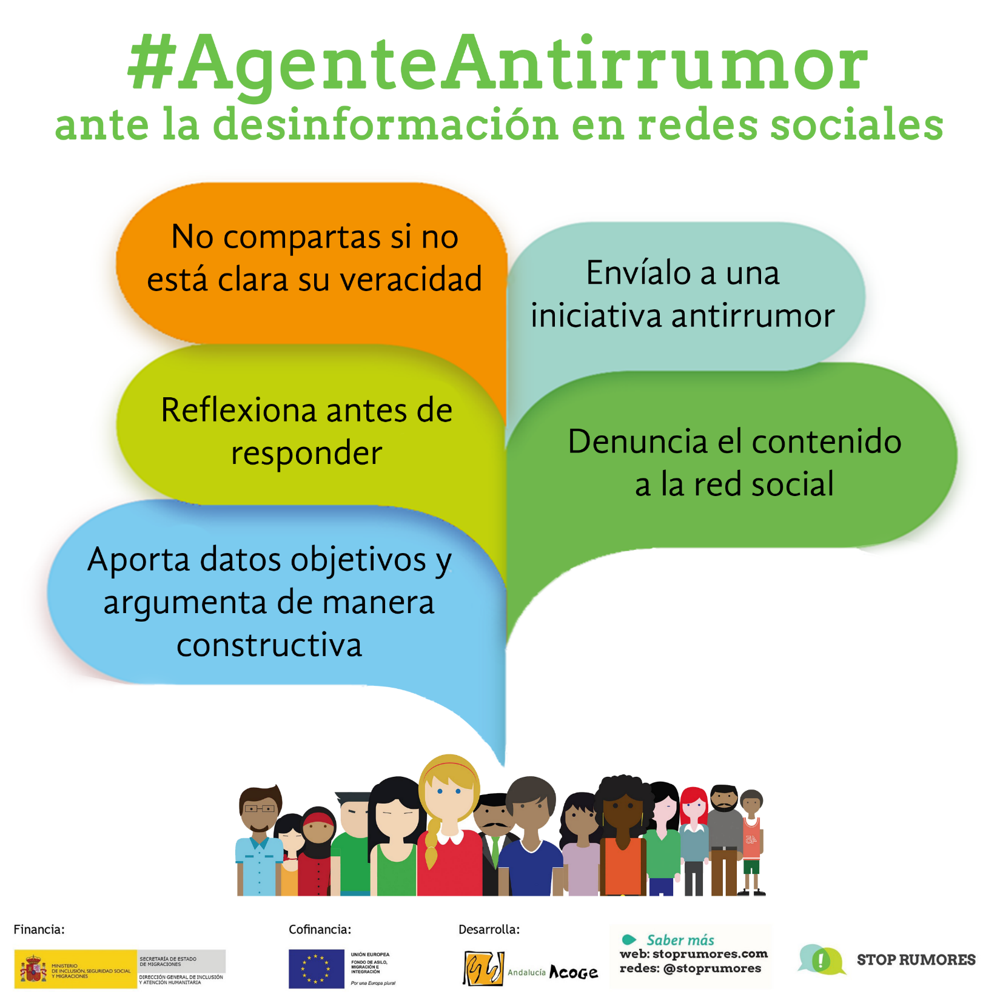 #AgenteAntirrumor
ante la desinformación en redes sociales
No compartas si no
está clara su veracidad
Envíalo a una
iniciativa antirrumor
Reflexiona antes de
responder
Denuncia el contenido
a la red social
Aporta datos objetivos y
argumenta de manera
constructiva
Financia:
MINISTERIO
DE INCLUSIÓN, SEGURIDAD SOCIAL
Y MIGRACIONES
SECRETARÍA DE ESTADO
DE MIGRACIONES
DIRECCIÓN GENERAL DE INCLUSIÓN
Y ATENCIÓN HUMANITARIA
Cofinancia:
UNIÓN EUROPEA
FONDO DE ASILO,
MIGRACIÓN E
INTEGRACIÓN
Por una Europa plural
Desarrolla:
Andalucía Acoge
Saber más
web: stoprumores.com
redes: @stoprumores
STOP RUMORES